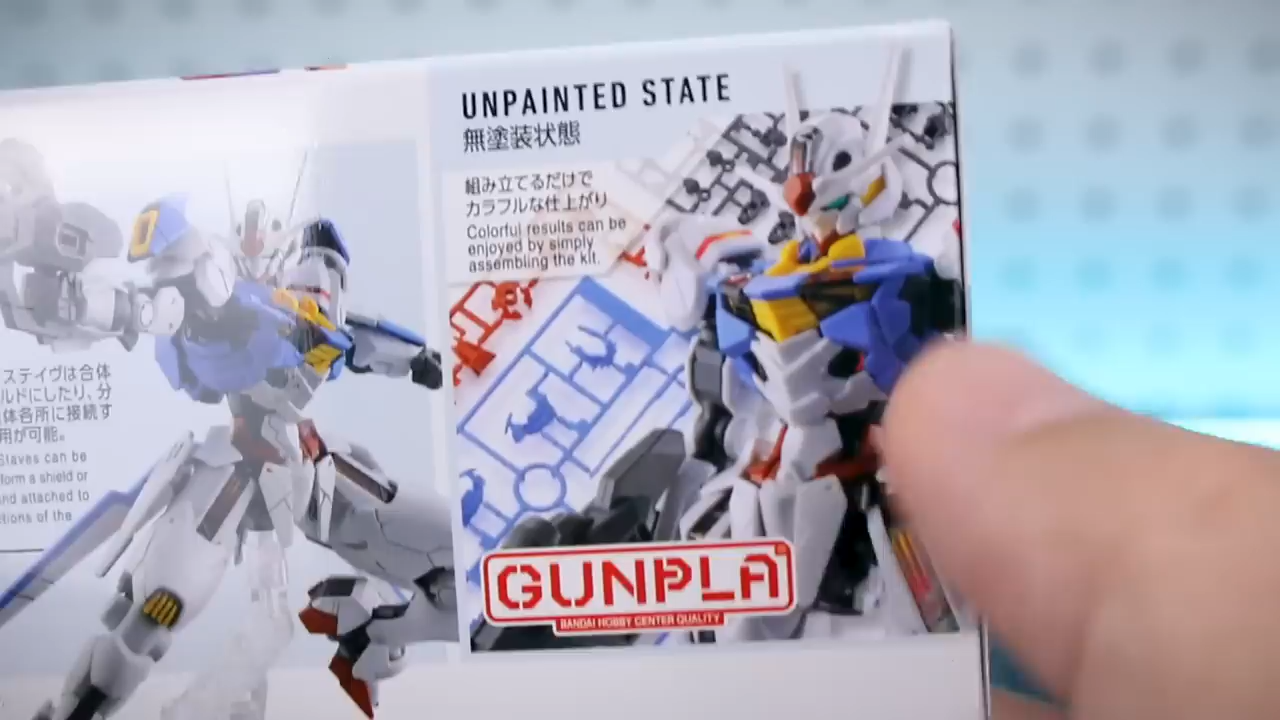 UNPAINTED STATE
無塗装状態
組み立てるだけで
カラフルな仕上がり
Colorful results can be
enjoyed by simply
assembling the kit.
ステイヴは合体
ルドにしたり、分
体各所に接続す
用が可能。
Staves can be
form a shield or
nd attached to
tions of the
GUNPLA
BANDAI HOBBY CENTER QUALITY